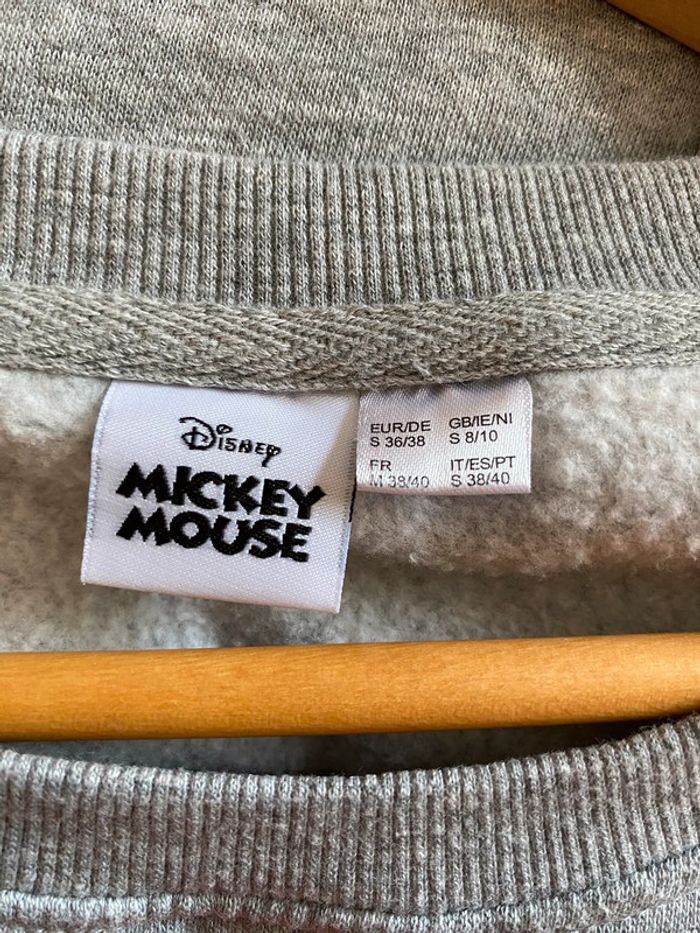 Disney
MICKEY
MOUSE
EUR/DE GB/IE/NI
S 36/38 S 8/10
FR IT/ES/PT
M 38/40 S 38/40